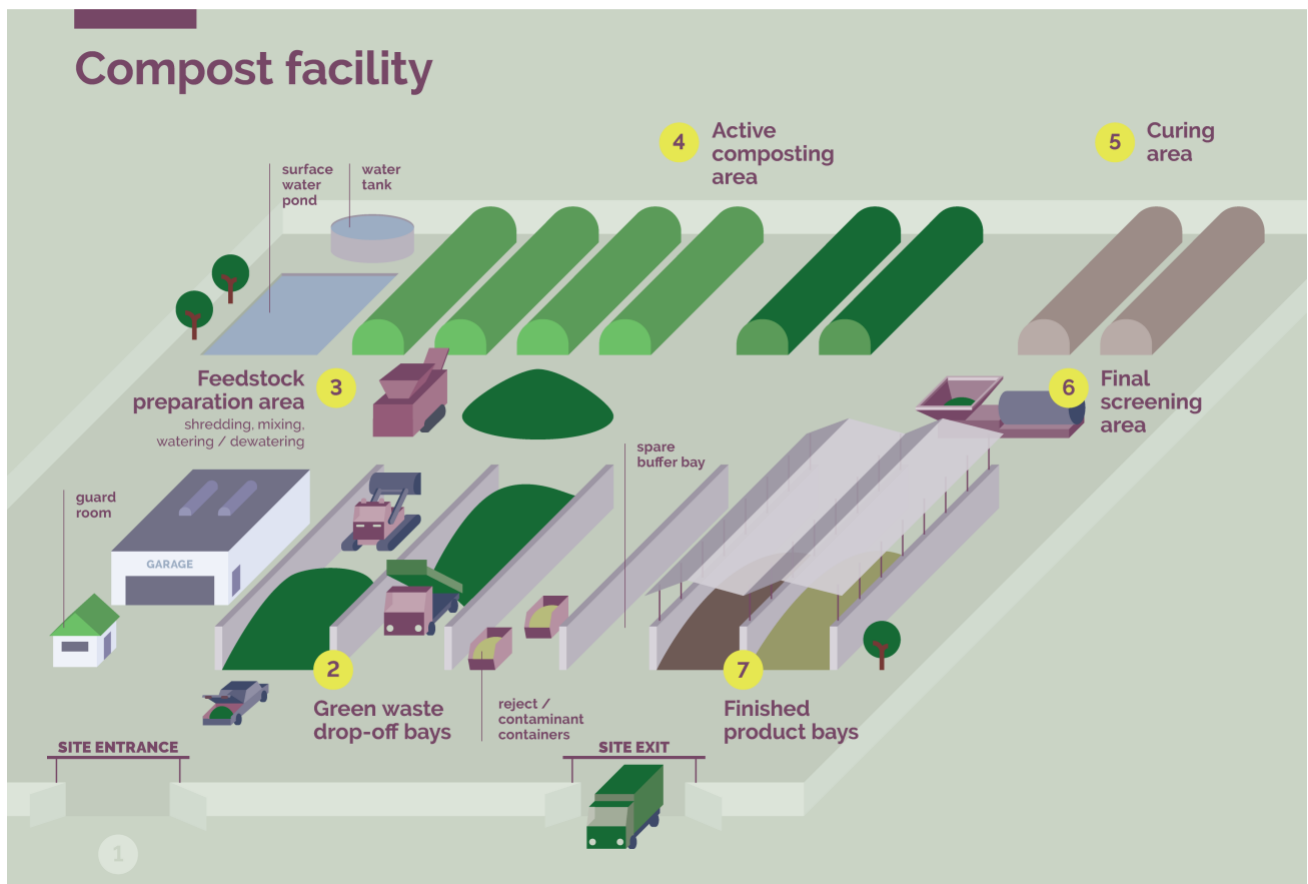 Compost facility
4
Active
composting
area
5
Curing
area
surface
water
pond
water
tank
Feedstock
preparation area
shredding, mixing,
watering / dewatering
3
6
Final
screening
area
spare
buffer bay
guard
room
GARAGE
2
Green waste
drop-off bays
reject /
contaminant
containers
7
Finished
product bays
SITE ENTRANCE
SITE EXIT
1